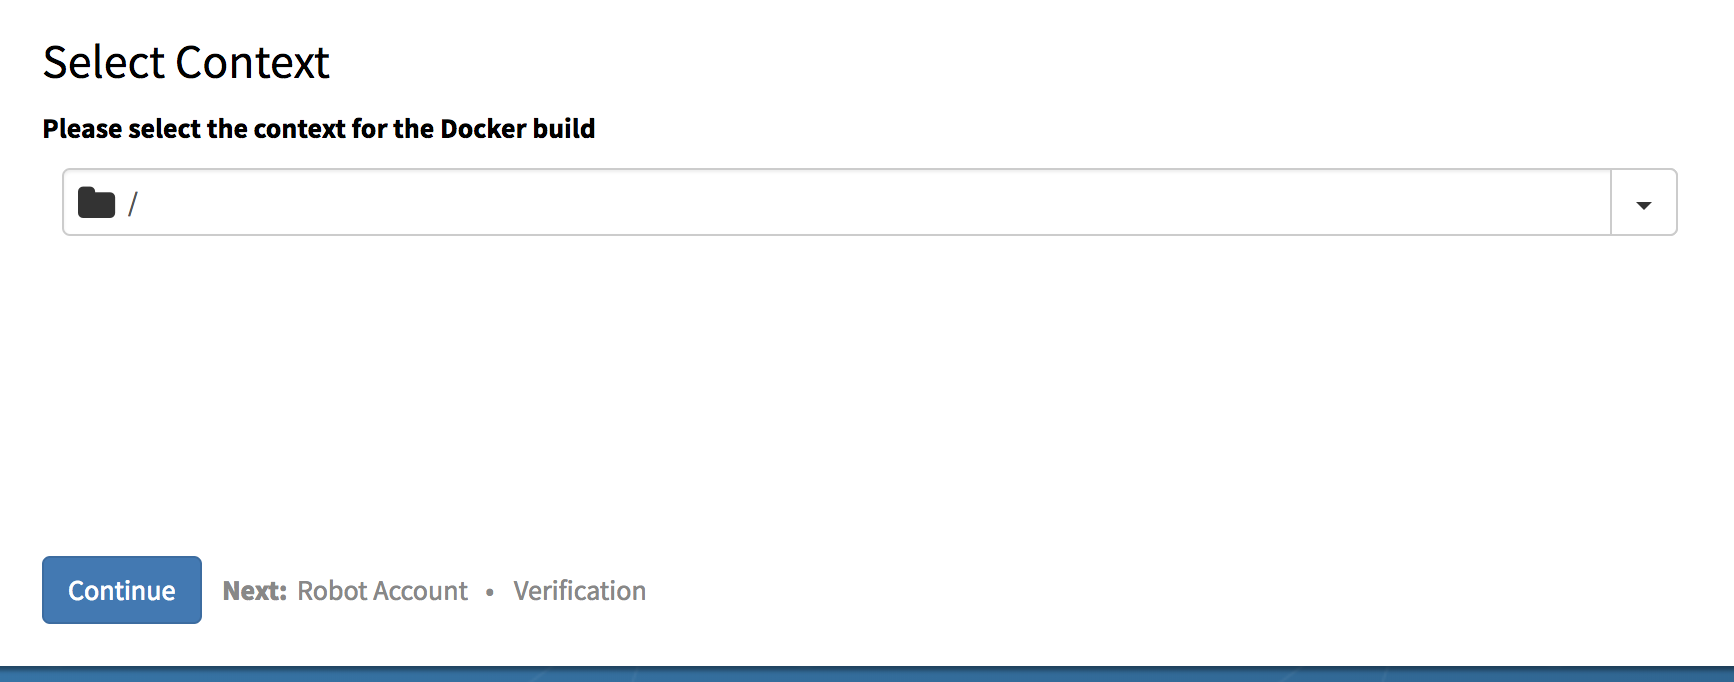 Select Context
Please select the context for the Docker build
/
Continue Next: Robot Account • Verification